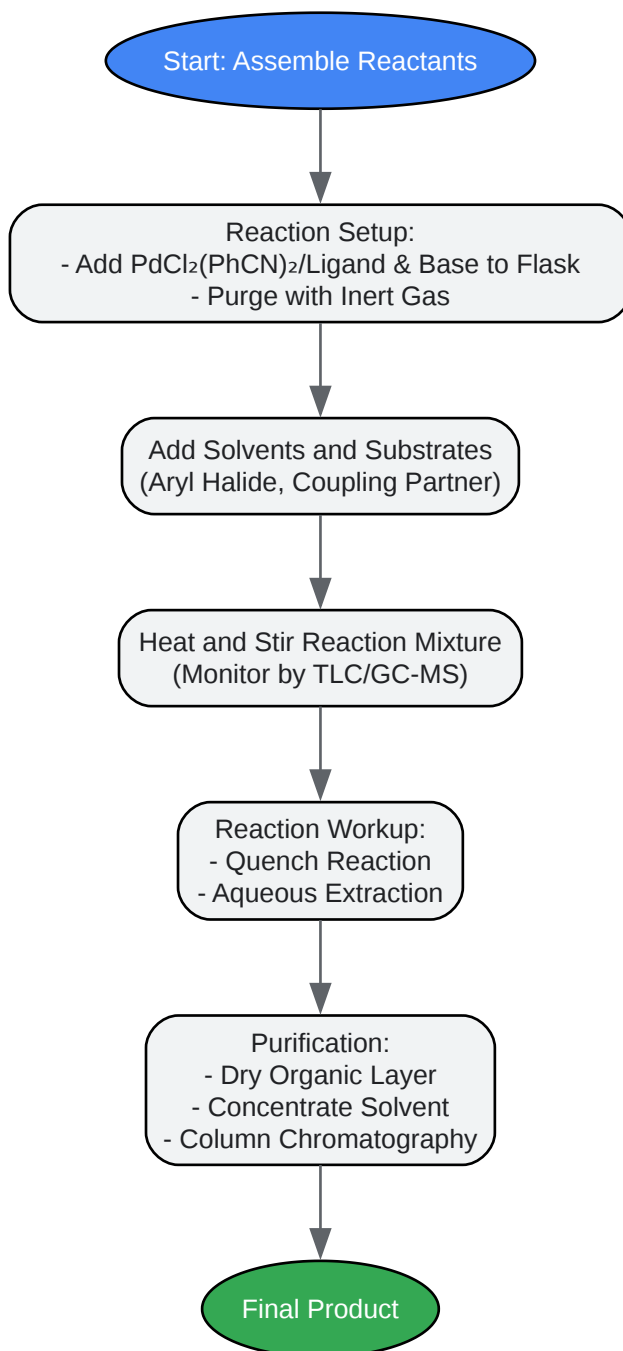 Start: Assemble Reactants
Reaction Setup:
- Add PdCl₂(PhCN)₂/Ligand & Base to Flask
- Purge with Inert Gas
Add Solvents and Substrates
(Aryl Halide, Coupling Partner)
Heat and Stir Reaction Mixture
(Monitor by TLC/GC-MS)
Reaction Workup:
- Quench Reaction
- Aqueous Extraction
Purification:
- Dry Organic Layer
- Concentrate Solvent
- Column Chromatography
Final Product